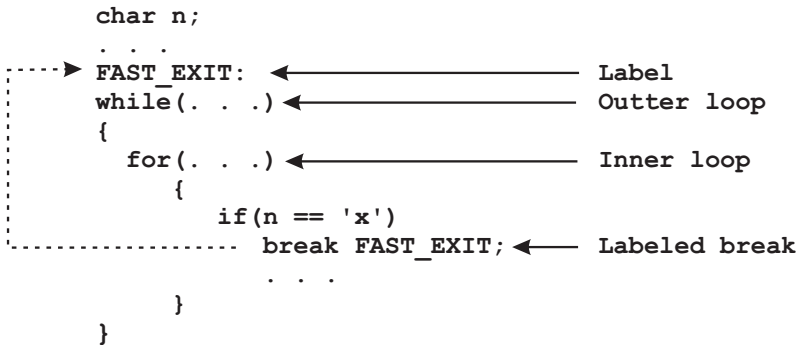 char n;
. . .
FAST_EXIT: Label
while(. . .) Outter loop
{
for(. . .) Inner loop
{
if(n == 'x')
break FAST_EXIT; Labeled break
. . .
}
}